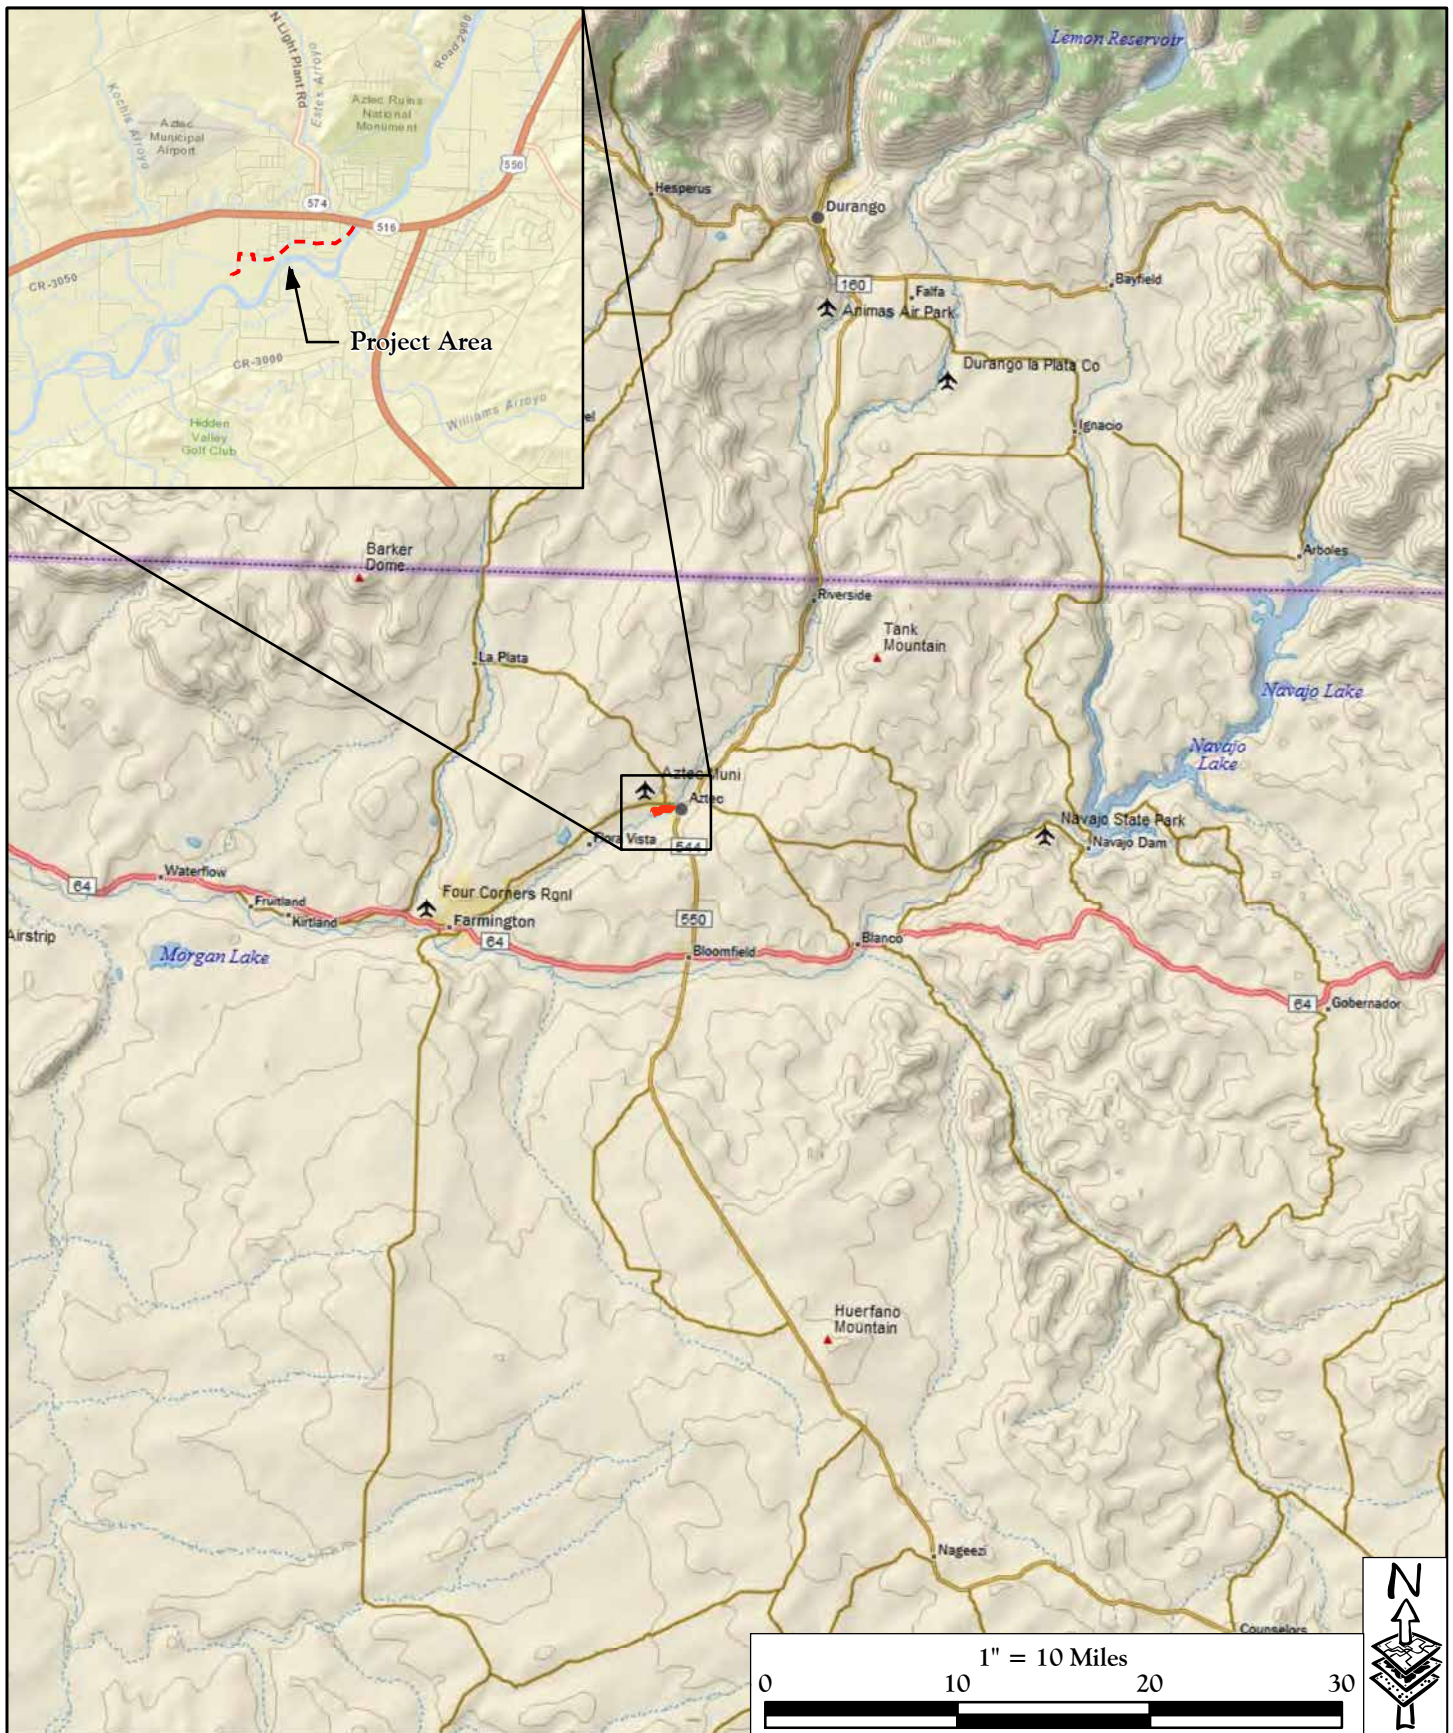 N Light Plant Rd
Estes Arroyo
Road 2900
Kochis Arroyo
Aztec
Municipal
Airport
Aztec Ruins
National
Monument
550
574
516
CR-3050
Project Area
CR-3000
Williams Arroyo
Hidden
Valley
Golf Club
Lemon Reservoir
Hesperus
Durango
160
Falfa
Bayfield
Animas Air Park
Durango la Plata Co
Ignacio
Arboles
Barker
Dome
Riverside
Tank
Mountain
La Plata
Navajo Lake
Navajo
Lake
Aztec Muni
Aztec
Flora Vista
544
Navajo State Park
Navajo Dam
64
Waterflow
Fruitland
Kirtland
Four Corners Rgnl
Farmington
64
550
Bloomfield
Blanco
Airstrip
Morgan Lake
64
Gobernador
Huerfano
Mountain
Nageezi
Counselors
N
1" = 10 Miles
0 10 20 30